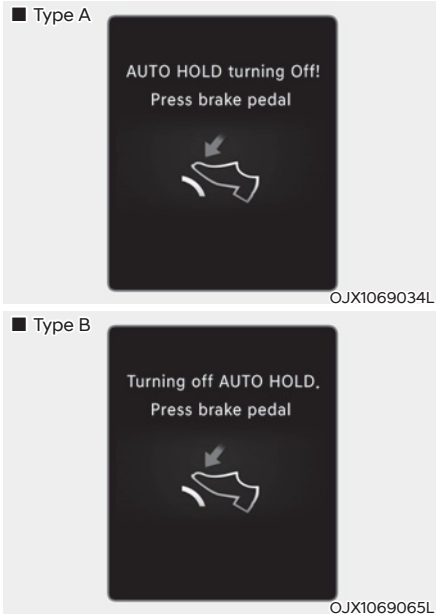 ■ Type A
AUTO HOLD turning Off!
Press brake pedal
OJX1069034L
■ Type B
Turning off AUTO HOLD.
Press brake pedal
OJX1069065L